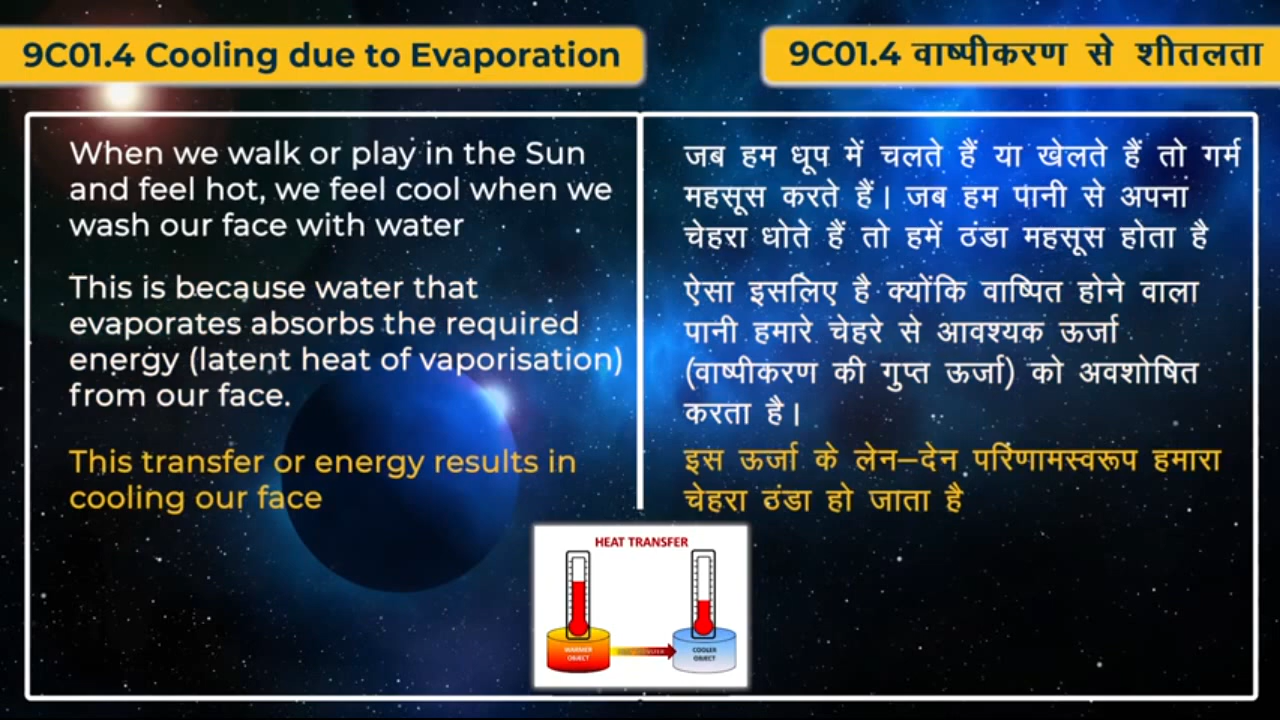 9C01.4 Cooling due to Evaporation
9C01.4 वाष्पीकरण से शीतलता
When we walk or play in the Sun
and feel hot, we feel cool when we
wash our face with water
This is because water that
evaporates absorbs the required
energy (latent heat of vaporisation)
from our face.
This transfer or energy results in
cooling our face
जब हम धूप में चलते हैं या खेलते हैं तो गर्म
महसूस करते हैं। जब हम पानी से अपना
चेहरा धोते हैं तो हमें ठंडा महसूस होता है
ऐसा इसलिए है क्योंकि वाष्पित होने वाला
पानी हमारे चेहरे से आवश्यक ऊर्जा
(वाष्पीकरण की गुप्त ऊर्जा) को अवशोषित
करता है।
इस ऊर्जा के लेन–देन परिणामस्वरूप हमारा
चेहरा ठंडा हो जाता है
HEAT TRANSFER
WARMER
OBJECT
COOLER
OBJECT